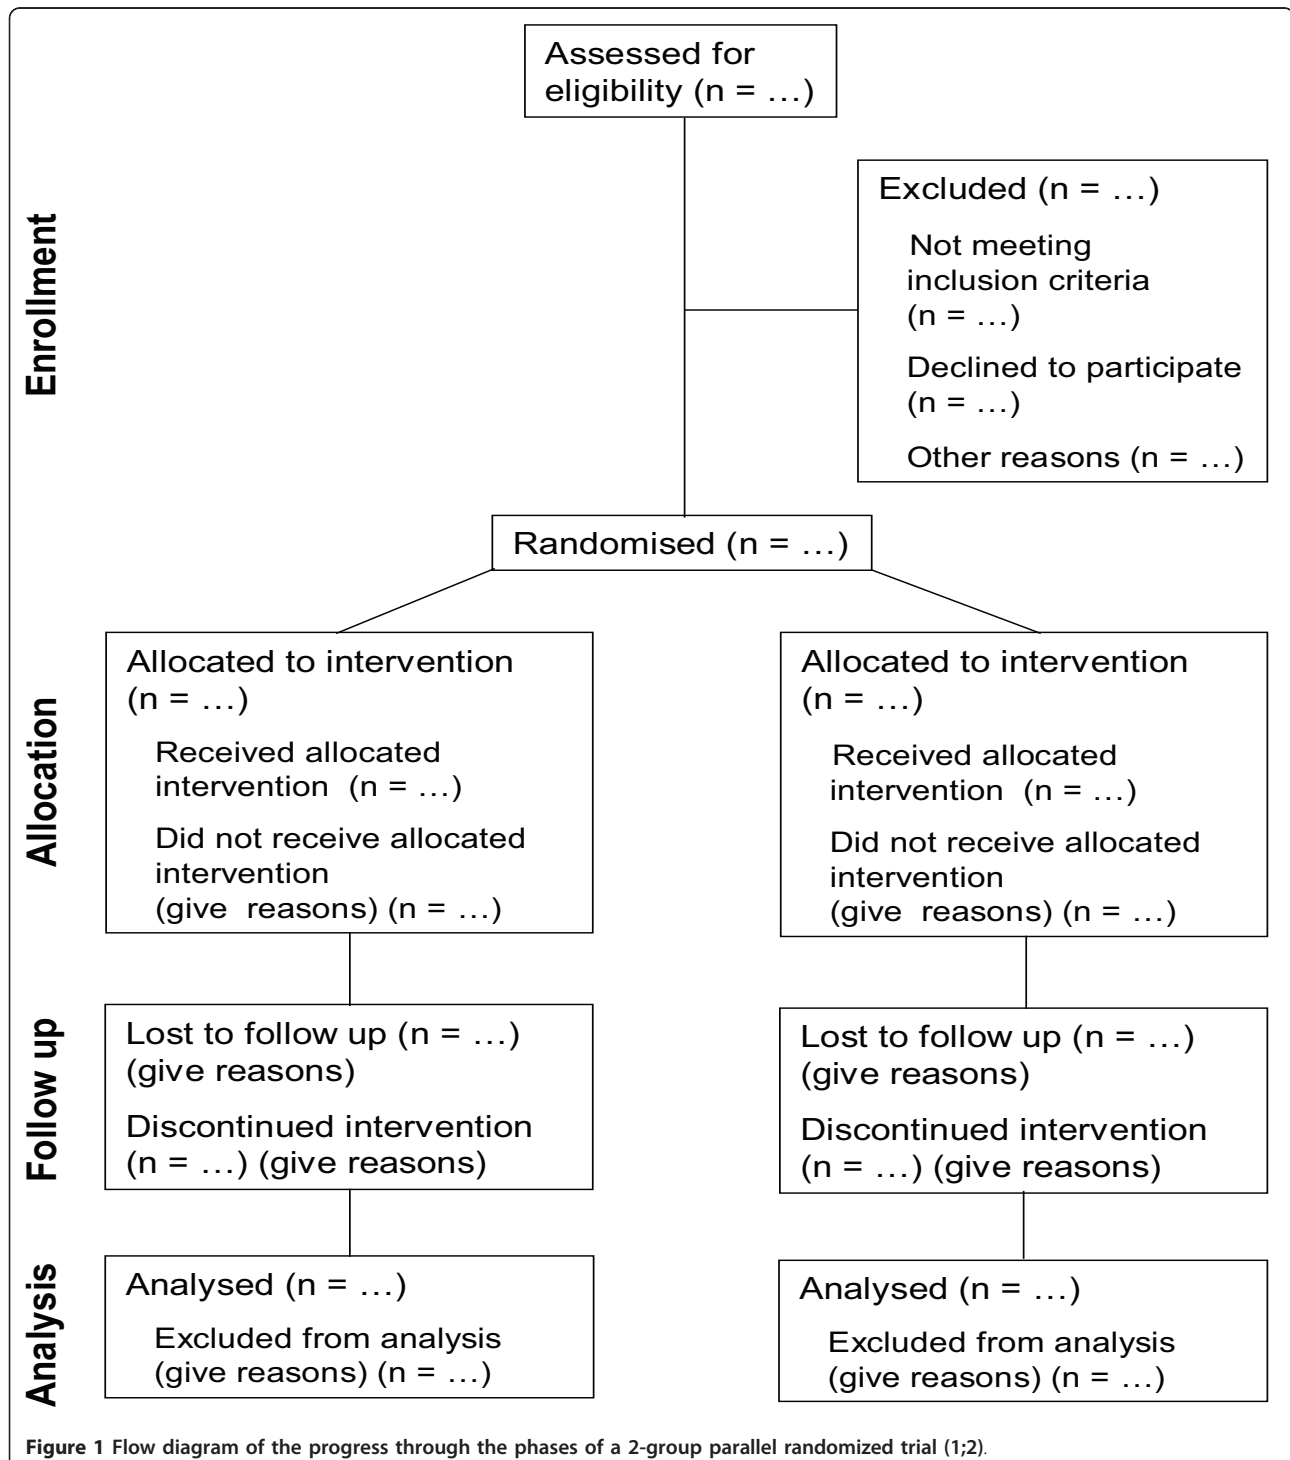 Assessed for
eligibility (n = …)
Enrollment
Excluded (n = …)
Not meeting
inclusion criteria
(n = …)
Declined to participate
(n = …)
Other reasons (n = …)
Randomised (n = …)
Allocation
Allocated to intervention
(n = …)
Received allocated
intervention  (n = …)
Did not receive allocated
intervention
(give  reasons) (n = …)
Allocated to intervention
(n = …)
Received allocated
intervention  (n = …)
Did not receive allocated
intervention
(give  reasons) (n = …)
Follow up
Lost to follow up (n = …)
(give reasons)
Discontinued intervention
(n = …) (give reasons)
Lost to follow up (n = …)
(give reasons)
Discontinued intervention
(n = …) (give reasons)
Analysis
Analysed (n = …)
Excluded from analysis
(give reasons) (n = …)
Analysed (n = …)
Excluded from analysis
(give reasons) (n = …)
Figure 1 Flow diagram of the progress through the phases of a 2-group parallel randomized trial (1;2).